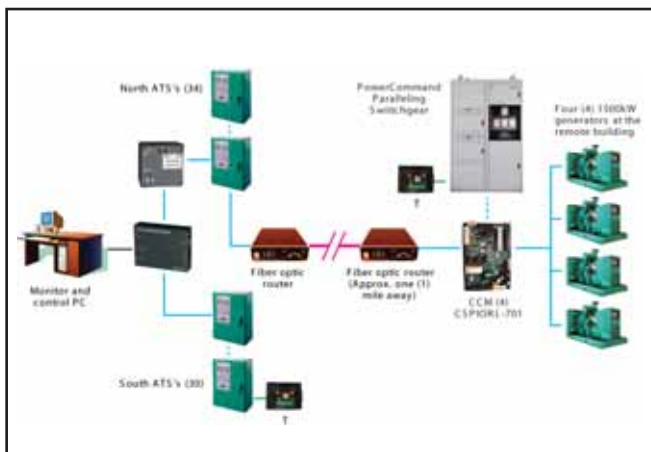 North ATS's (34)
PowerCommand
Paralleling
Switchgear
Four (4) 1500kW
generators at the
remote building
T
Monitor and
control PC
Fiber optic
router
Fiber optic router
(Approx. one (1)
mile away)
CCM (4)
CSPIORL-701
South ATS's (30)
T